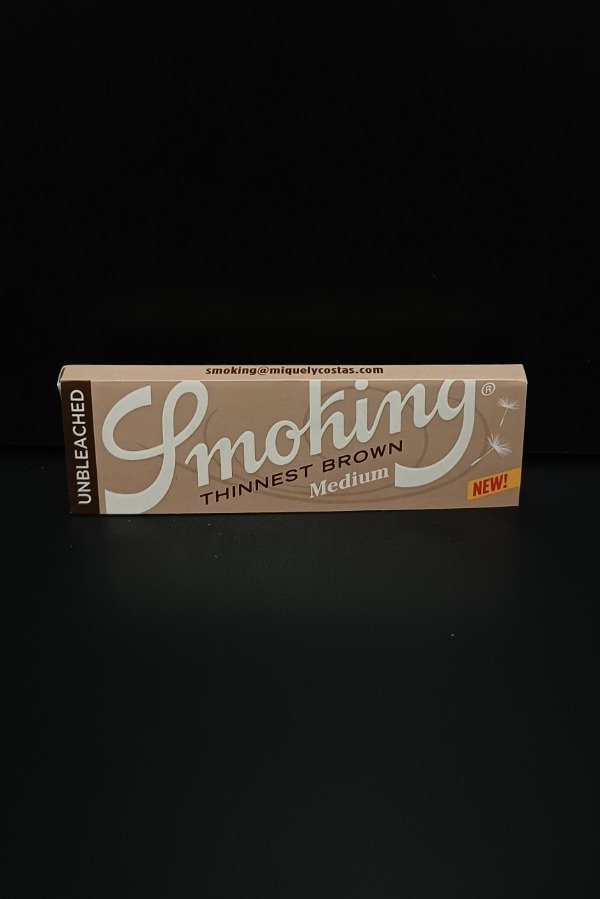 smoking@miquelycostas.com
UNBLEACHED
Smoking®
THINNEST BROWN
Medium
NEW!